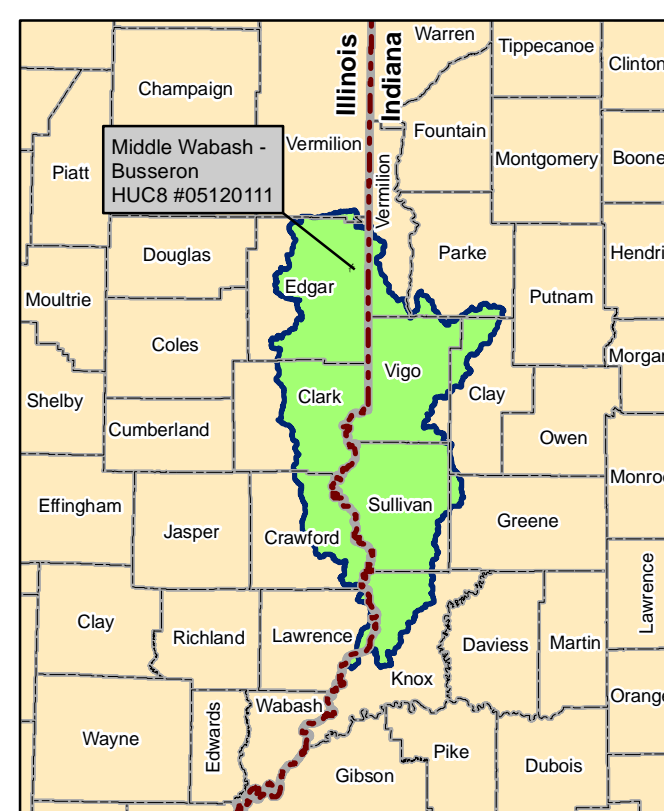 Illinois
Indiana
Warren
Tippecanoe
Clinton
Champaign
Middle Wabash -
Busseron
HUC8 #05120111
Vermilion
Vermilion
Fountain
Montgomery
Boone
Piatt
Douglas
Edgar
Parke
Hendri
Moultrie
Putnam
Coles
Vigo
Morgan
Shelby
Clark
Clay
Cumberland
Owen
Monroe
Effingham
Sullivan
Jasper
Crawford
Greene
Lawrence
Clay
Richland
Lawrence
Daviess
Martin
Knox
Orange
Wabash
Edwards
Wayne
Pike
Dubois
Gibson